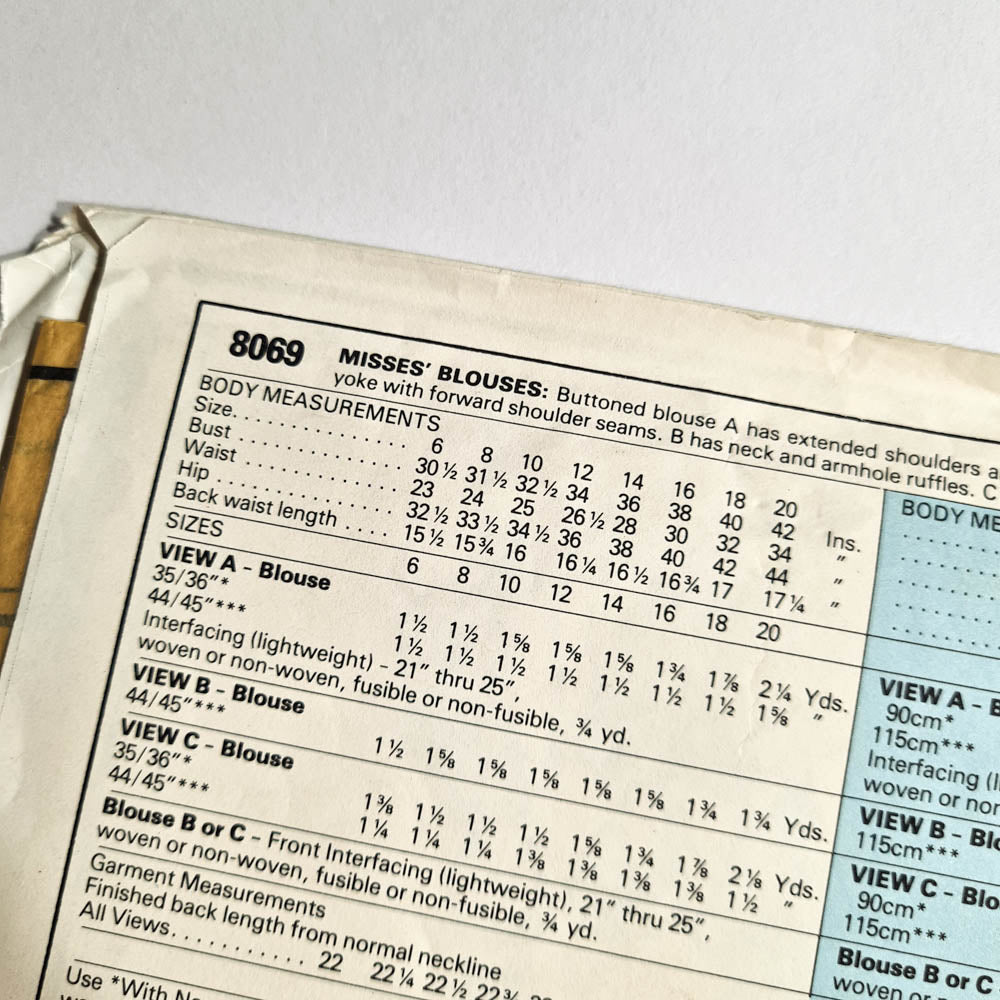 8069 MISSES' BLOUSES: Buttoned blouse A has extended shoulders
yoke with forward shoulder seams. B has neck and armhole ruffles. C
BODY MEASUREMENTS
Size. . . . . . . . . . . . . . . 6 8 10 12 14 16 18 20
Bust . . . . . . . . . . . . . . 30½ 31½ 32½ 34 36 38 40 42 Ins.
Waist . . . . . . . . . . . . . 23 24 25 26½ 28 30 32 34 "
Hip . . . . . . . . . . . . . . . 32½ 33½ 34½ 36 38 40 42 44 "
Back waist length . . . . 15½ 15¾ 16 16¼ 16½ 16¾ 17 17¼ "
SIZES 6 8 10 12 14 16 18 20
VIEW A - Blouse
35/36"* 1½ 1½ 1⅝ 1⅝ 1⅝ 1¾ 1⅞ 2¼ Yds.
44/45"*** 1½ 1½ 1½ 1½ 1½ 1½ 1½ 1⅝ "
Interfacing (lightweight) - 21" thru 25",
woven or non-woven, fusible or non-fusible, ¾ yd.
VIEW B - Blouse
44/45"*** 1½ 1⅝ 1⅝ 1⅝ 1⅝ 1⅝ 1¾ 1¾ Yds.
VIEW C - Blouse
35/36"* 1⅜ 1½ 1½ 1½ 1⅝ 1¾ 1⅞ 2⅛ Yds.
44/45"*** 1¼ 1¼ 1¼ 1⅜ 1⅜ 1⅜ 1⅜ 1½ "
Blouse B or C - Front Interfacing (lightweight), 21" thru 25",
woven or non-woven, fusible or non-fusible, ¾ yd.
Garment Measurements
Finished back length from normal neckline
All Views. . . . . . . . . . 22 22¼ 22½ 22¾
Use *With
BODY ME
VIEW A - B
90cm*
115cm***
Interfacing (l
woven or non
VIEW B - Blo
115cm***
VIEW C - Blo
90cm*
115cm***
Blouse B or C
woven or no